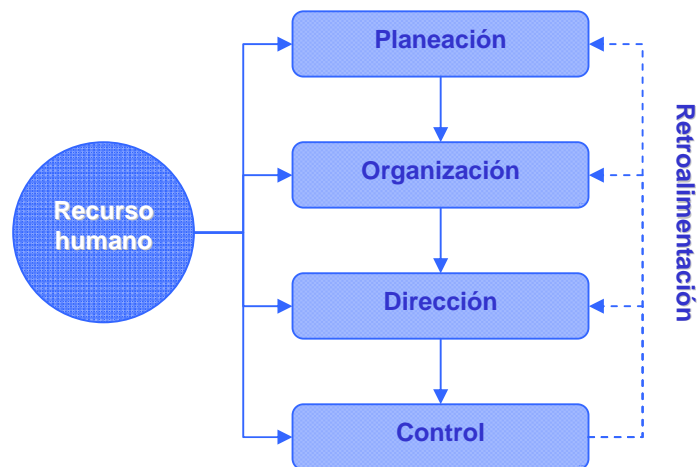 Planeación
Organización
Recurso
humano
Dirección
Control
Retroalimentación